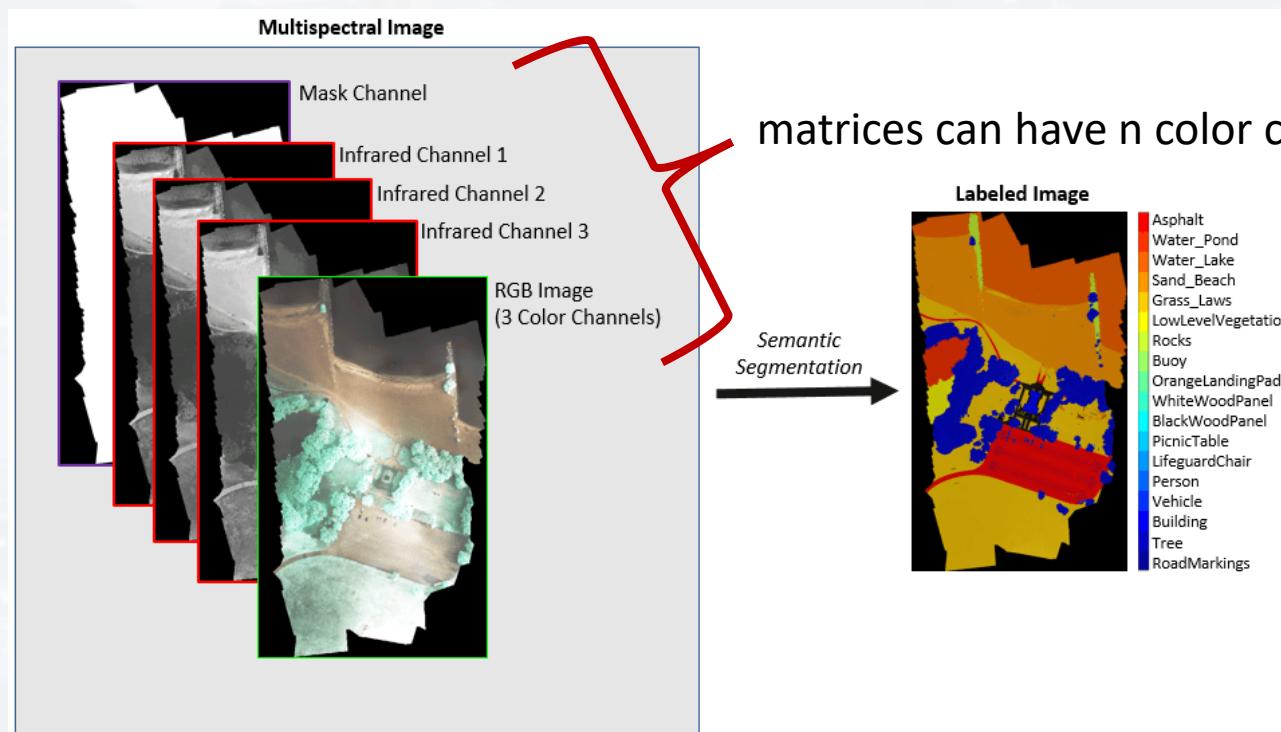 Multispectral Image
Mask Channel
Infrared Channel 1
Infrared Channel 2
Infrared Channel 3
RGB Image
(3 Color Channels)
matrices can have n color c
Semantic
Segmentation
Labeled Image
Asphalt
Water_Pond
Water_Lake
Sand_Beach
Grass_Laws
LowLevelVegetatio
Rocks
Buoy
OrangeLandingPad
WhiteWoodPanel
BlackWoodPanel
PicnicTable
LifeguardChair
Person
Vehicle
Building
Tree
RoadMarkings